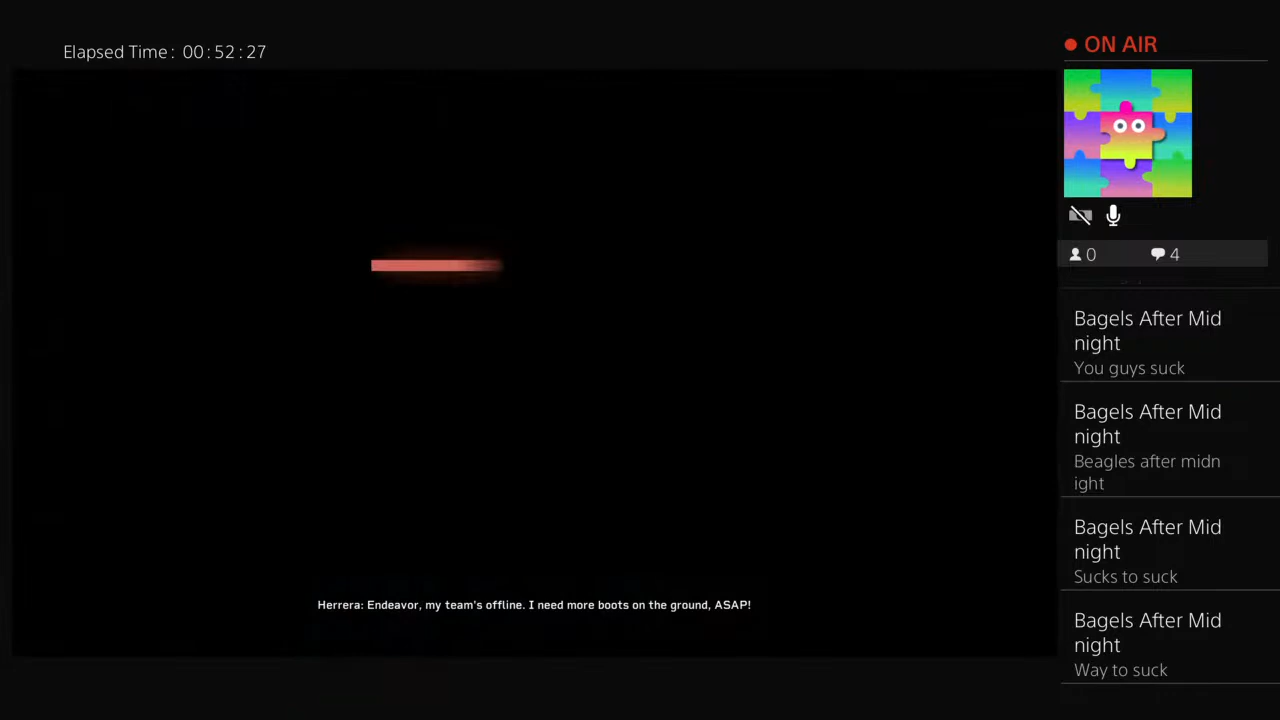 Elapsed Time: 00:52:27
ON AIR
0 4
Bagels After Mid
night
You guys suck
Bagels After Mid
night
Beagles after midn
ight
Bagels After Mid
night
Sucks to suck
Bagels After Mid
night
Way to suck
Herrera: Endeavor, my team's offline. I need more boots on the ground, ASAP!